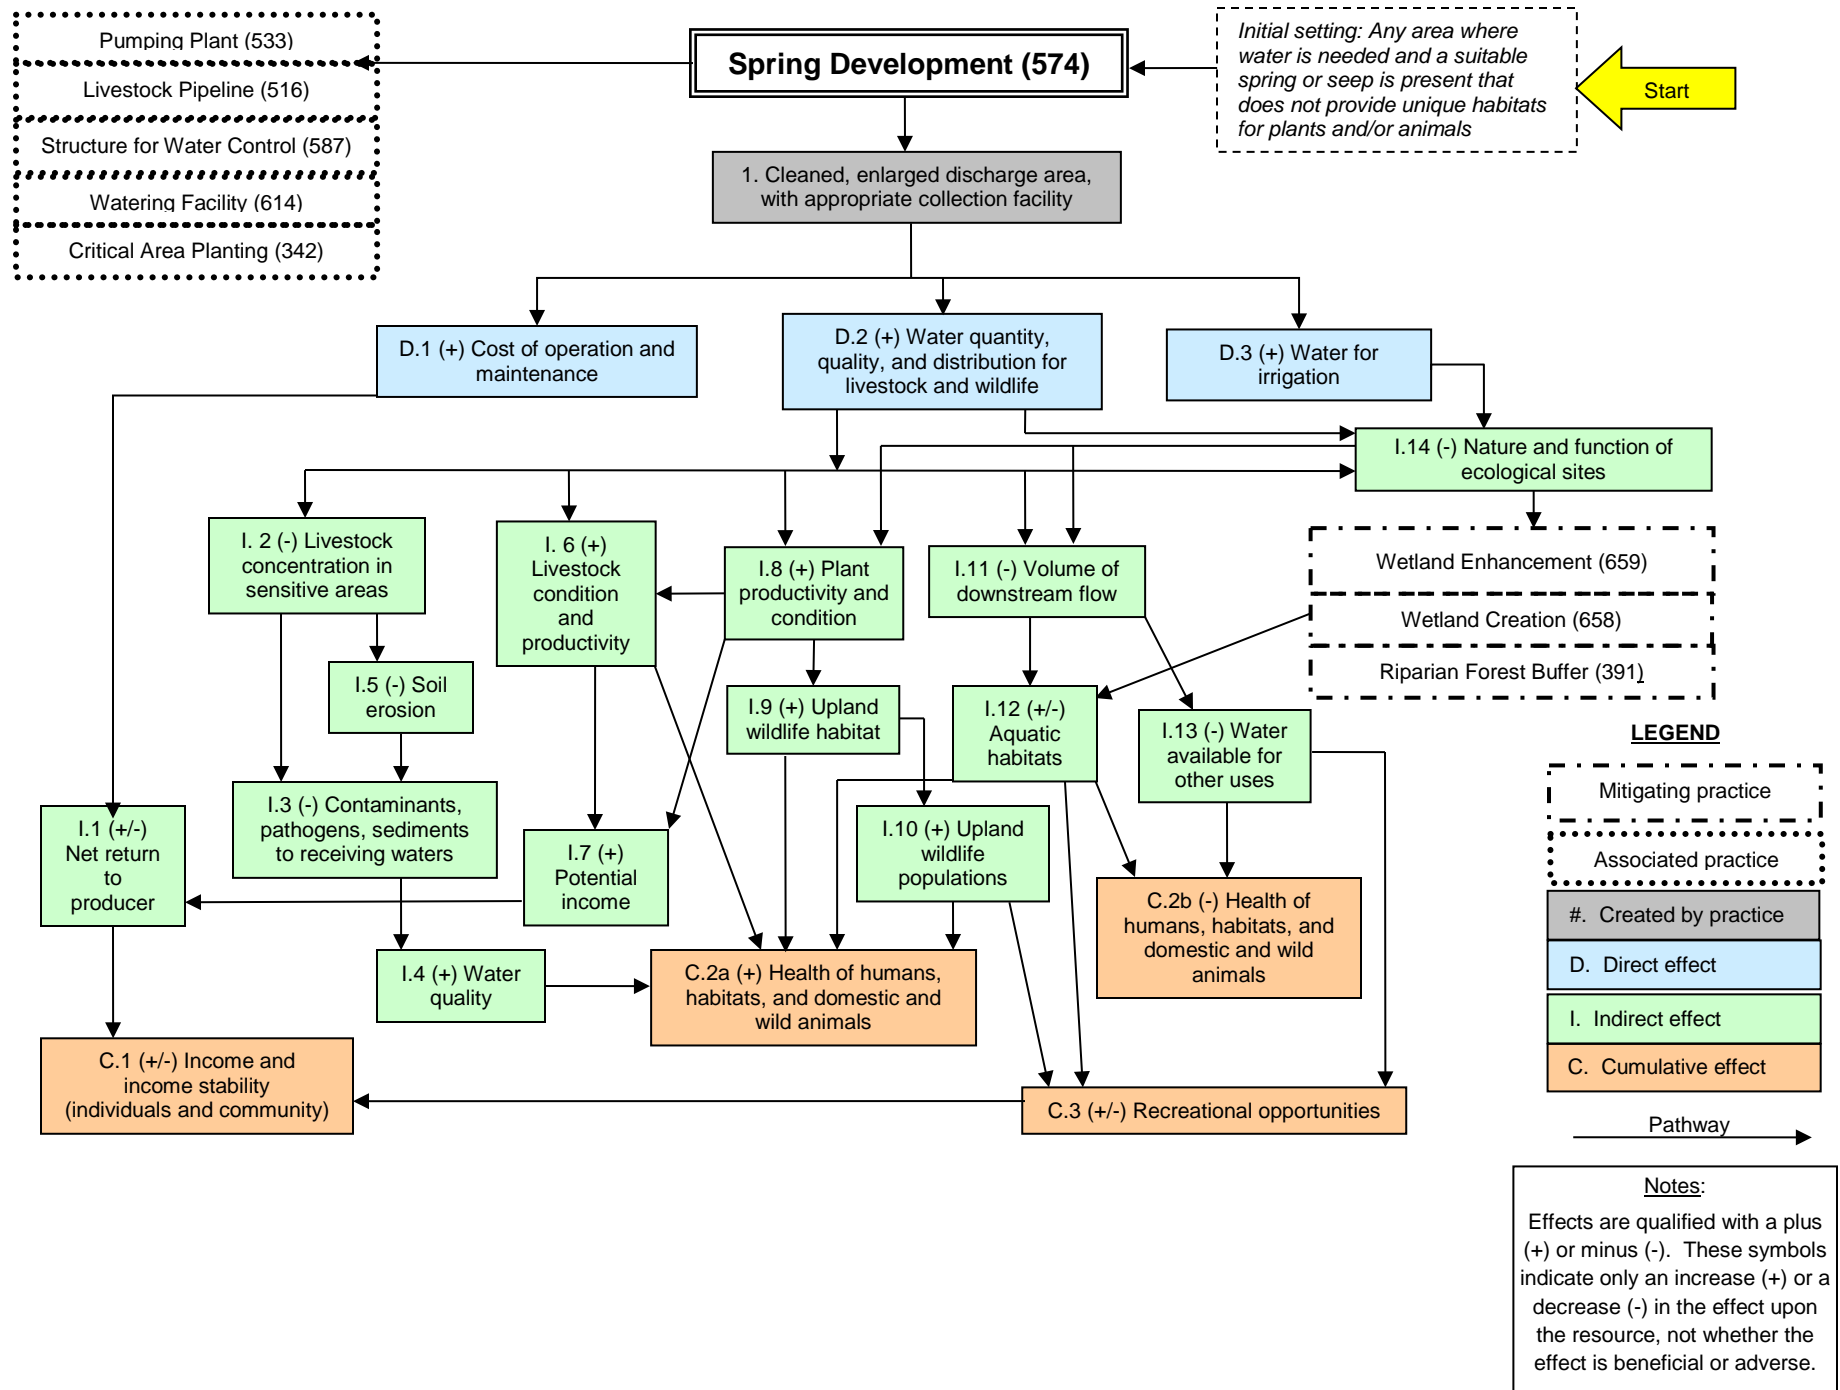 Pumping Plant (533)
Livestock Pipeline (516)
Structure for Water Control (587)
Watering Facility (614)
Critical Area Planting (342)
Spring Development (574)
Initial setting: Any area where
water is needed and a suitable
spring or seep is present that
does not provide unique habitats
for plants and/or animals
Start
1. Cleaned, enlarged discharge area,
with appropriate collection facility
D.1 (+) Cost of operation and
maintenance
D.2 (+) Water quantity,
quality, and distribution for
livestock and wildlife
D.3 (+) Water for
irrigation
I.14 (-) Nature and function of
ecological sites
I. 2 (-) Livestock
concentration in
sensitive areas
I. 6 (+)
Livestock
condition
and
productivity
I.8 (+) Plant
productivity and
condition
I.11 (-) Volume of
downstream flow
Wetland Enhancement (659)
Wetland Creation (658)
Riparian Forest Buffer (391)
I.5 (-) Soil
erosion
I.9 (+) Upland
wildlife habitat
I.12 (+/-)
Aquatic
habitats
I.13 (-) Water
available for
other uses
I.1 (+/-)
Net return
to
producer
I.3 (-) Contaminants,
pathogens, sediments
to receiving waters
I.7 (+)
Potential
income
I.10 (+) Upland
wildlife
populations
C.2b (-) Health of
humans, habitats, and
domestic and wild
animals
I.4 (+) Water
quality
C.2a (+) Health of humans,
habitats, and domestic and
wild animals
C.1 (+/-) Income and
income stability
(individuals and community)
C.3 (+/-) Recreational opportunities
LEGEND
Mitigating practice
Associated practice
#. Created by practice
D. Direct effect
I. Indirect effect
C. Cumulative effect
Pathway
Notes:
Effects are qualified with a plus
(+) or minus (-). These symbols
indicate only an increase (+) or a
decrease (-) in the effect upon
the resource, not whether the
effect is beneficial or adverse.